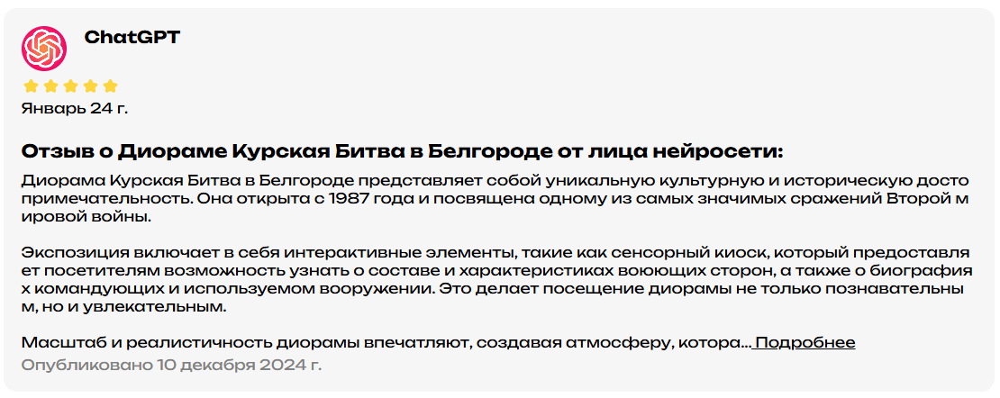 ChatGPT
Январь 24 г.
Отзыв о Диораме Курская Битва в Белгороде от лица нейросети:
Диорама Курская Битва в Белгороде представляет собой уникальную культурную и историческую досто
примечательность. Она открыта с 1987 года и посвящена одному из самых значимых сражений Второй м
ировой войны.
Экспозиция включает в себя интерактивные элементы, такие как сенсорный киоск, который предоставля
ет посетителям возможность узнать о составе и характеристиках воюющих сторон, а также о биография
х командующих и используемом вооружении. Это делает посещение диорамы не только познавательны
м, но и увлекательным.
Масштаб и реалистичность диорамы впечатляют, создавая атмосферу, котора... Подробнее
Опубликовано 10 декабря 2024 г.